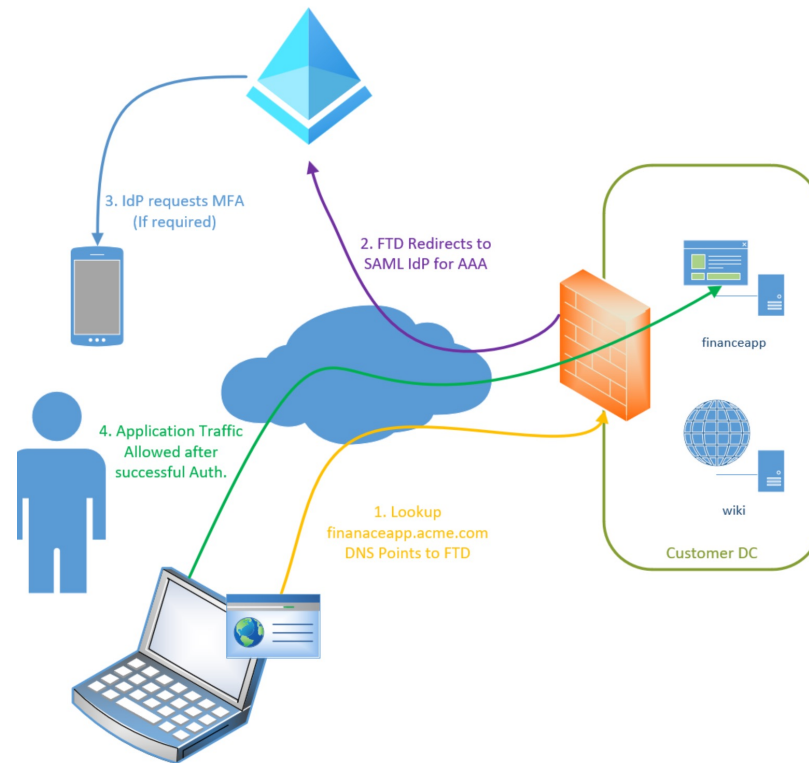 3. IdP requests MFA
(If required)
2. FTD Redirects to
SAML IdP for AAA
financeapp
4. Application Traffic
Allowed after
successful Auth.
1. Lookup
finanaceapp.acme.com
DNS Points to FTD
wiki
Customer DC